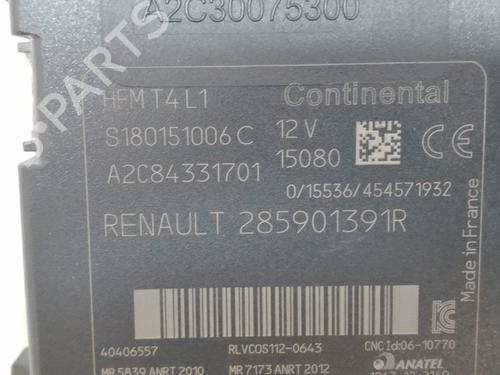 A2C30075300
HFM T4 L1
Continental
S180151006C
12 V
A2C84331701
15080
0/15536/454571932
RENAULT 285901391R
Made in France
40406557
RLVCOS112-0643
CNC Id:06-10770
MR 5839 ANRT 2010
MR 7173 ANRT 2012
ANATEL
B-PARTS